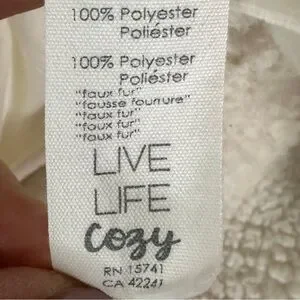 100% Polyester
Poliéster
100% Polyester
Poliéster
"faux fur"
"fausse fourrure"
"faux fur"
"faux fur"
"faux fur"
LIVE
LIFE
Cozy
RN 15741
CA 42241